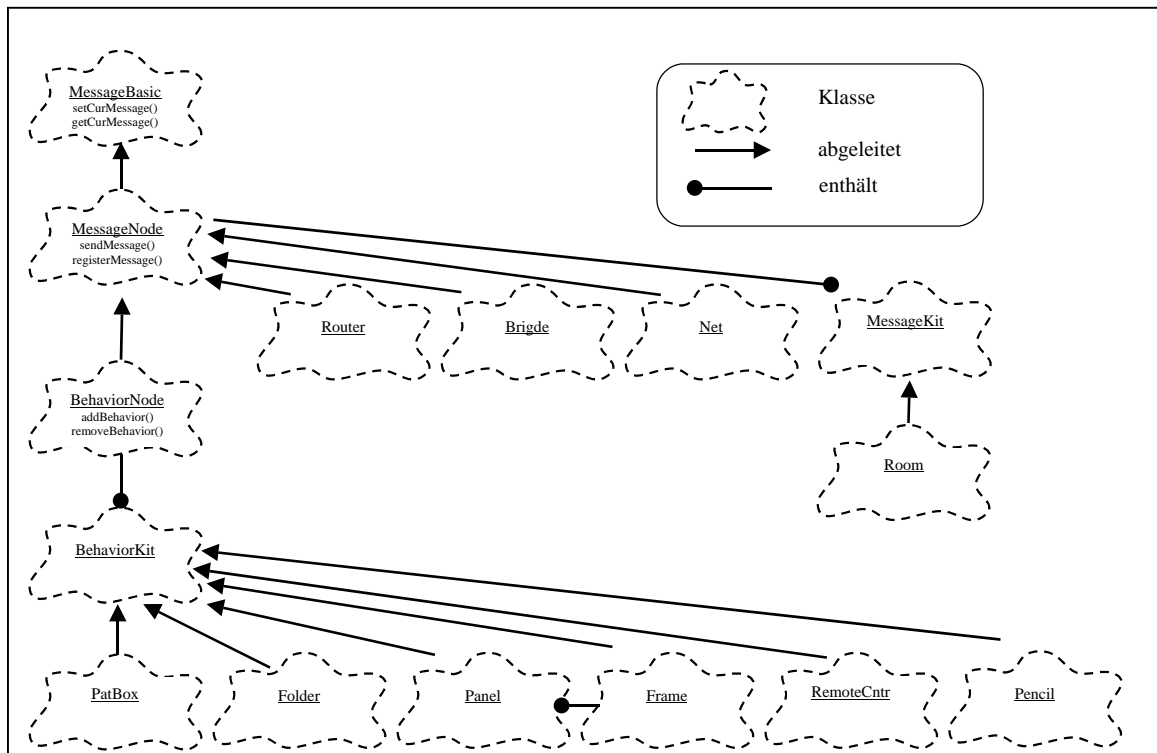 MessageBasic
setCurMessage()
getCurMessage()
Klasse
abgeleitet
enthält
MessageNode
sendMessage()
registerMessage()
Router
Brigde
Net
MessageKit
BehaviorNode
addBehavior()
removeBehavior()
Room
BehaviorKit
PatBox
Folder
Panel
Frame
RemoteCntr
Pencil